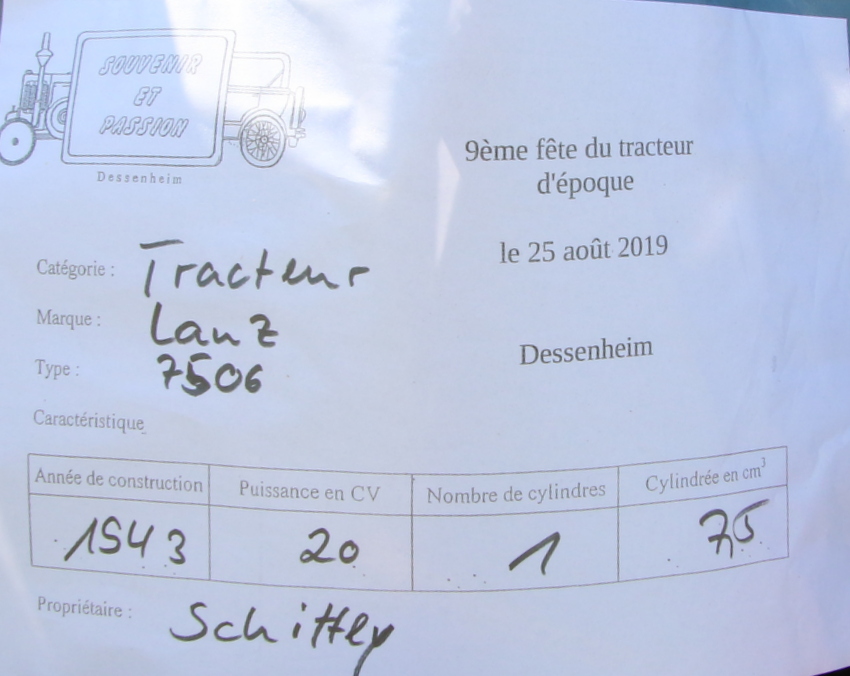 SOUVENIR
ET
PASSION
Dessenheim
9ème fête du tracteur
d'époque
le 25 août 2019
Dessenheim
Catégorie : Tracteur
Marque : Lanz
Type : 7506
Caractéristique
Année de construction Puissance en CV Nombre de cylindres Cylindrée en cm³
1943 20 1
Propriétaire : Schittly